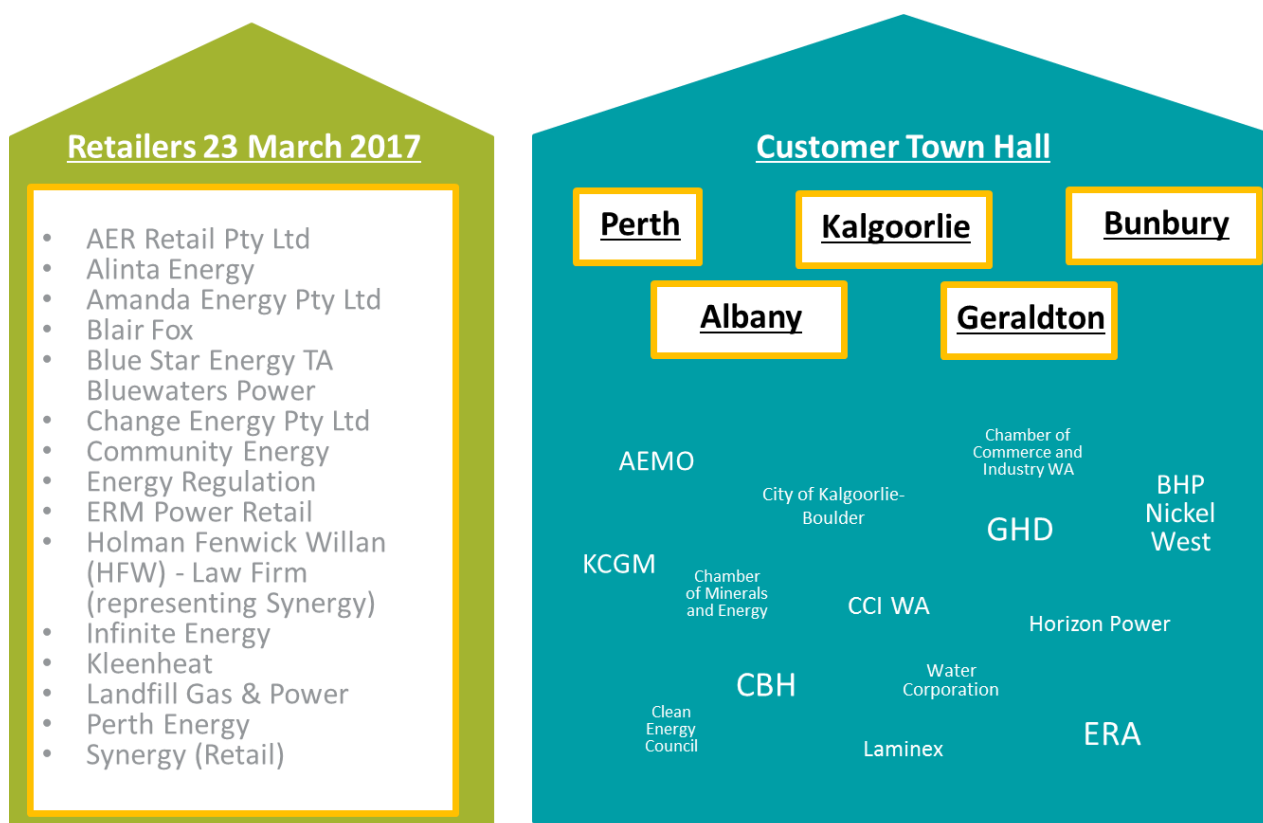 Retailers 23 March 2017
• AER Retail Pty Ltd
• Alinta Energy
• Amanda Energy Pty Ltd
• Blair Fox
• Blue Star Energy TA
Bluewaters Power
• Change Energy Pty Ltd
• Community Energy
• Energy Regulation
• ERM Power Retail
• Holman Fenwick Willan
(HFW) - Law Firm
(representing Synergy)
• Infinite Energy
• Kleenheat
• Landfill Gas & Power
• Perth Energy
• Synergy (Retail)
Customer Town Hall
Perth
Kalgoorlie
Bunbury
Albany
Geraldton
AEMO
City of Kalgoorlie-
Boulder
Chamber of
Commerce and
Industry WA
BHP
Nickel
West
GHD
KCGM
Chamber
of Minerals
and Energy
CCI WA
Horizon Power
CBH
Water
Corporation
Clean
Energy
Council
Laminex
ERA